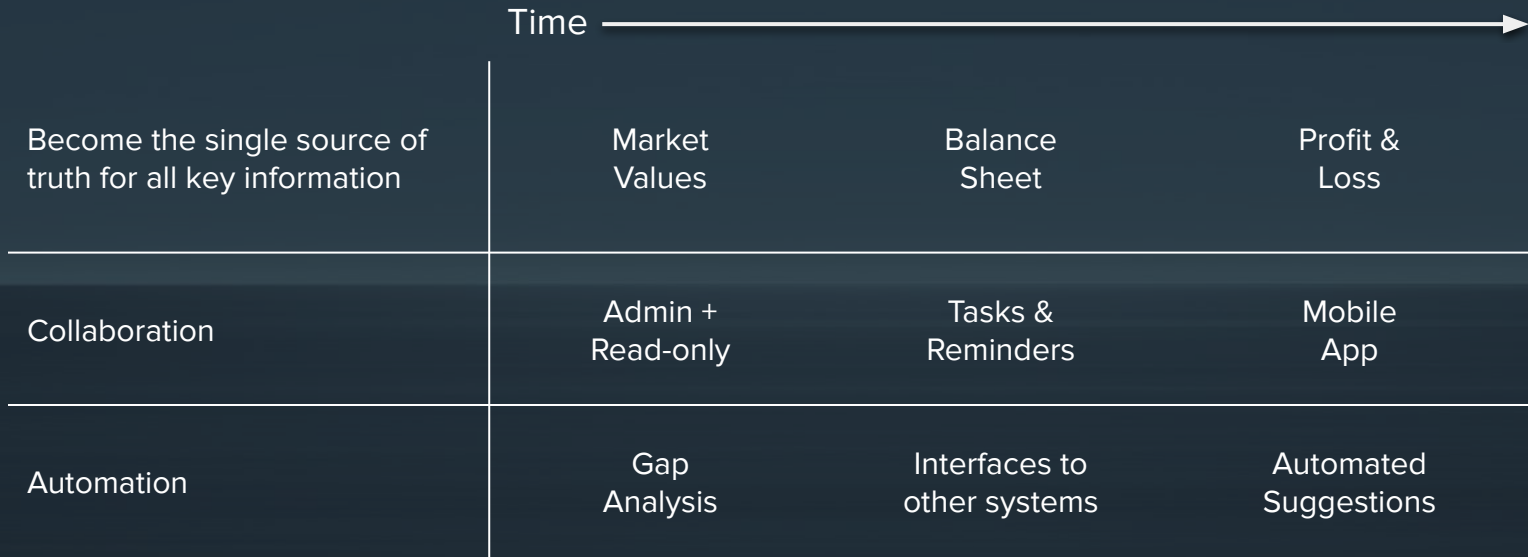 Time
Become the single source of
truth for all key information
Market
Values
Balance
Sheet
Profit &
Loss
Collaboration
Admin +
Read-only
Tasks &
Reminders
Mobile
App
Automation
Gap
Analysis
Interfaces to
other systems
Automated
Suggestions